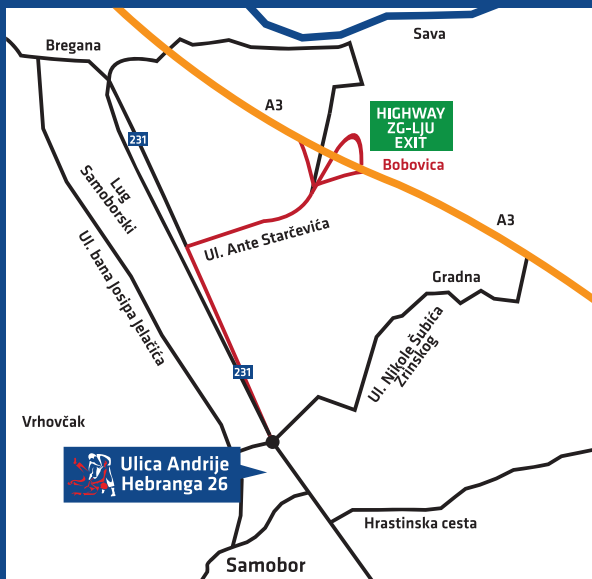 Bregana
Sava
A3
HIGHWAY
ZG-LJU
EXIT
Bobovica
231
Lug
Samoborski
Ul. Ante Starčevića
A3
Ul. bana Josipa Jelačića
Gradna
Ul. Nikole Šubića
Zrinskog
231
Vrhovčak
Ulica Andrije
Hebranga 26
Hrastinska cesta
Samobor